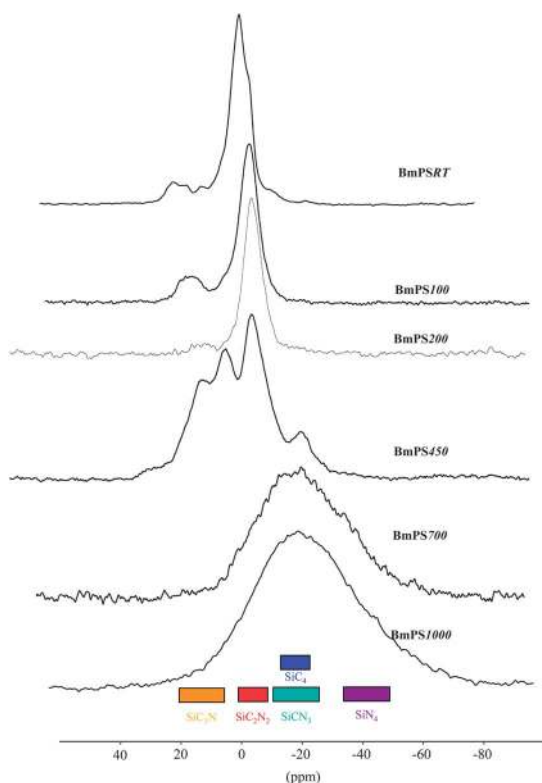 BmPSRT
BmPS100
BmPS200
BmPS450
BmPS700
BmPS1000
SiC₄
SiC₃N SiC₂N₂ SiCN₃ SiN₄
40 20 0 -20 -40 -60 -80
(ppm)